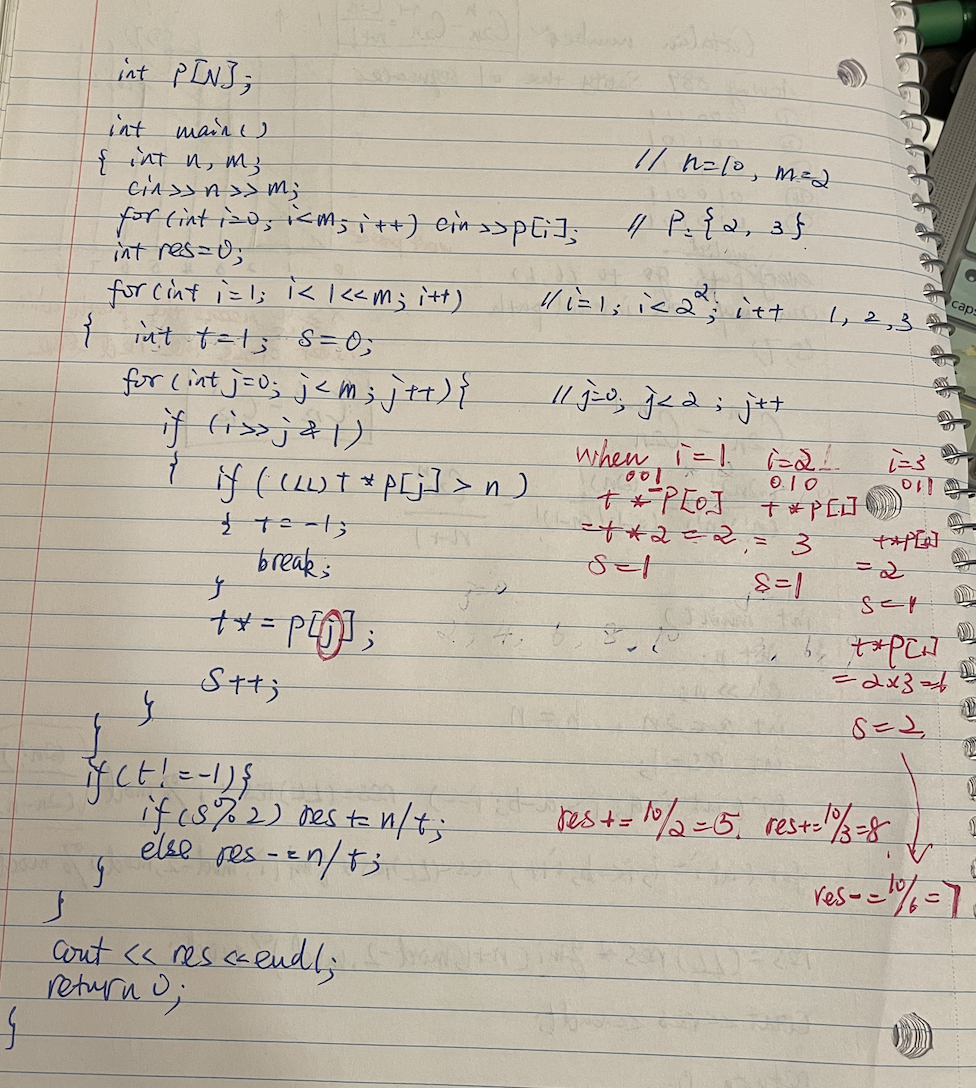 int P[N];
int main()
{ int n, m; // n=10, m=2
cin>>n>>m;
for(int i=0; i<m; i++) cin>>p[i]; // P:{2, 3}
int res=0;
for(int i=1; i<1<<m; i++) //i=1; i<2^2; i++ 1, 2, 3
{ int t=1; s=0;
for(int j=0; j<m; j++){ //j=0; j<2; j++
if (i>>j&1)
{ if((LL)t*P[j]>n)
{ t=-1;
break;
}
t*=P[j];
S++;
}
}
if(t!=-1){
if(S%2) res+=n/t;
else res-=n/t;
}
}
cout<<res<<endl;
return 0;
}
when i=1 i=2 i=3
001 010 011
t*P[0] t*P[1]
=t*2=2, = 3 t*P[0]
S=1 S=1 =2
S=1
t*P[1]
=2x3=6
S=2,
res+=10/2=5, res+=10/3=8
res-=10/6=7